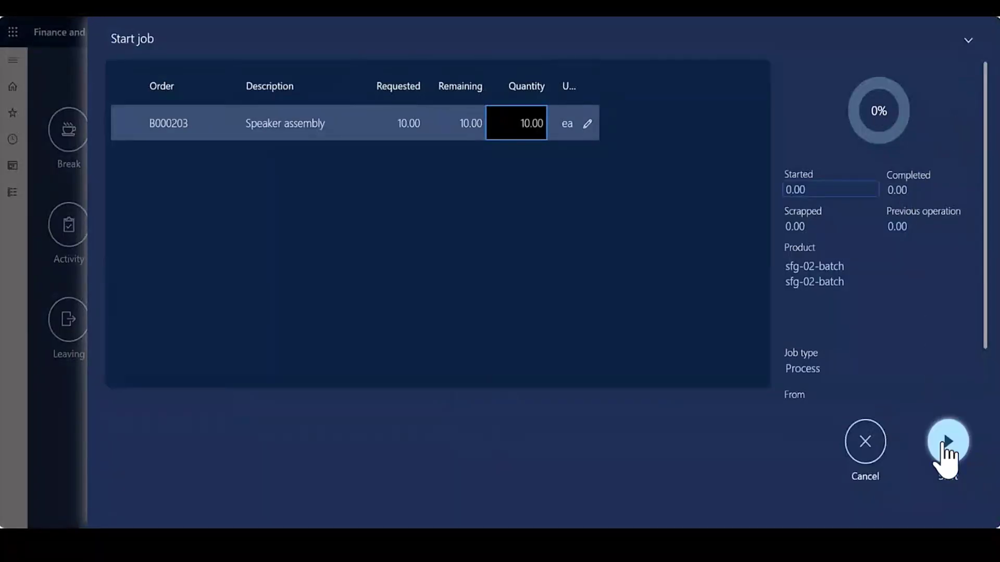 Finance and
Start job
Order Description Requested Remaining Quantity U...
B000203 Speaker assembly 10.00 10.00 10.00 ea
Break
Activity
Leaving
0%
Started Completed
0.00 0.00
Scrapped Previous operation
0.00 0.00
Product
sfg-02-batch
sfg-02-batch
Job type
Process
From
Cancel